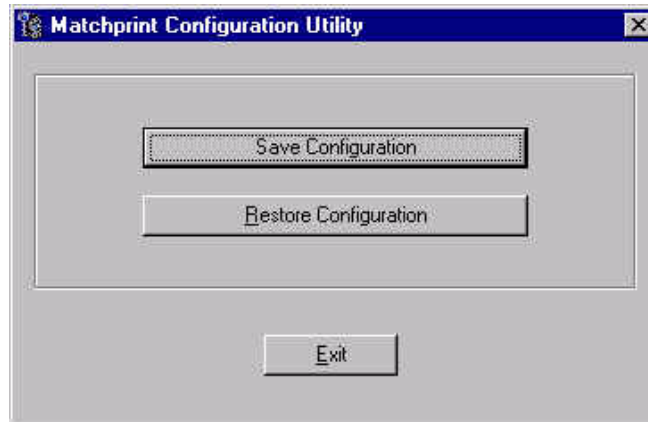 Matchprint Configuration Utility
Save Configuration
Restore Configuration
Exit